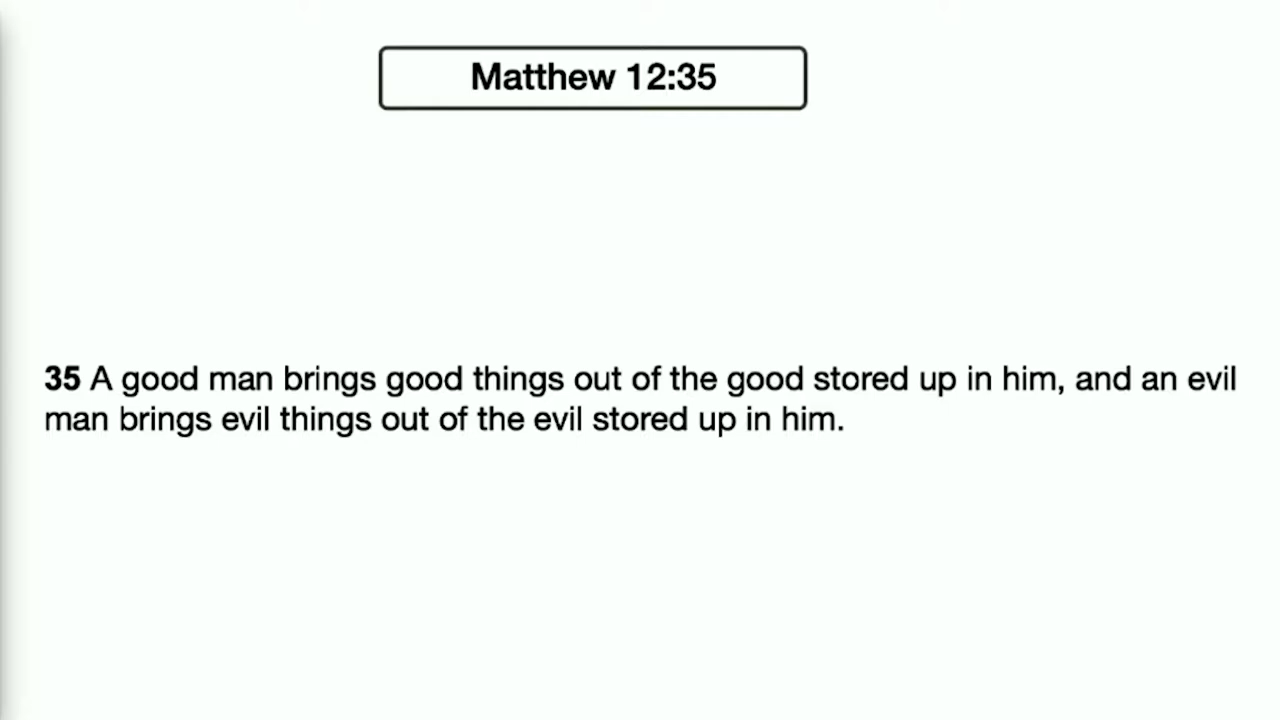 Matthew 12:35
35 A good man brings good things out of the good stored up in him, and an evil
man brings evil things out of the evil stored up in him.